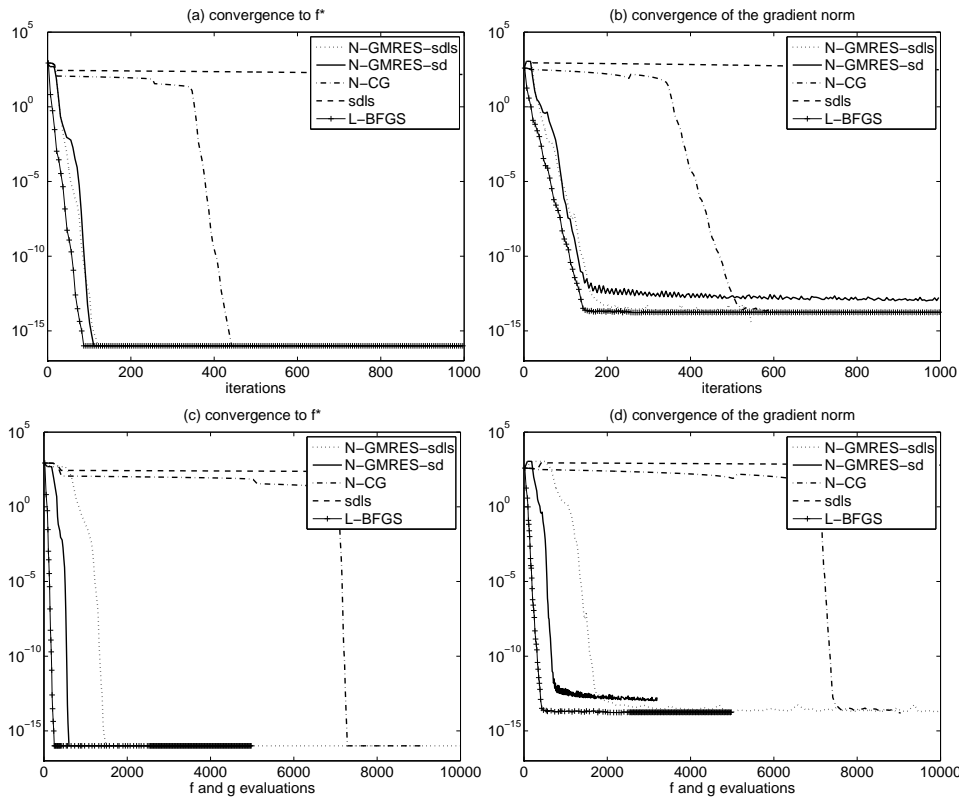 (a) convergence to f*
10^5
10^0
10^−5
10^−10
10^−15
0 200 400 600 800 1000
iterations
N−GMRES−sdls
N−GMRES−sd
N−CG
sdls
L−BFGS
(b) convergence of the gradient norm
10^5
10^0
10^−5
10^−10
10^−15
0 200 400 600 800 1000
iterations
N−GMRES−sdls
N−GMRES−sd
N−CG
sdls
L−BFGS
(c) convergence to f*
10^5
10^0
10^−5
10^−10
10^−15
0 2000 4000 6000 8000 10000
f and g evaluations
N−GMRES−sdls
N−GMRES−sd
N−CG
sdls
L−BFGS
(d) convergence of the gradient norm
10^5
10^0
10^−5
10^−10
10^−15
0 2000 4000 6000 8000 10000
f and g evaluations
N−GMRES−sdls
N−GMRES−sd
N−CG
sdls
L−BFGS